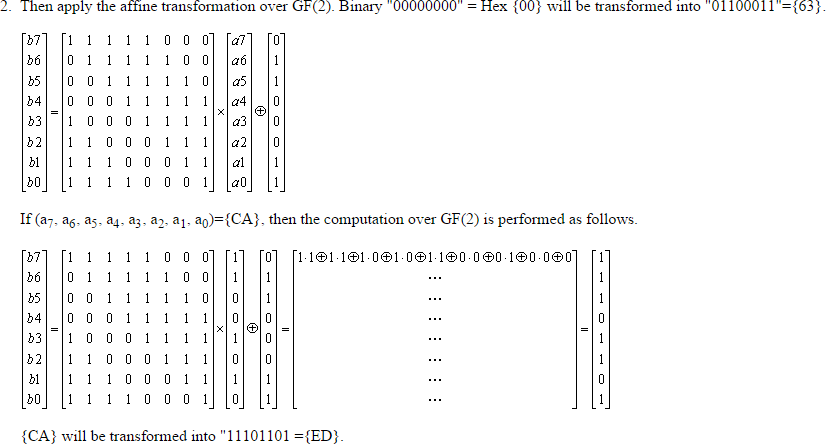 2. Then apply the affine transformation over GF(2). Binary "00000000" = Hex {00} will be transformed into "01100011"={63}.
[b7] [1 1 1 1 1 0 0 0] [a7] [0]
b6 0 1 1 1 1 1 0 0 a6 1
b5 0 0 1 1 1 1 1 0 a5 1
b4 0 0 0 1 1 1 1 1 a4 0
= × ⊕
b3 1 0 0 0 1 1 1 1 a3 0
b2 1 1 0 0 0 1 1 1 a2 0
b1 1 1 1 0 0 0 1 1 a1 1
[b0] [1 1 1 1 0 0 0 1] [a0] [1]
If (a7, a6, a5, a4, a3, a2, a1, a0)={CA}, then the computation over GF(2) is performed as follows.
[b7] [1 1 1 1 1 0 0 0] [1] [0] [1·1⊕1·1⊕1·0⊕1·0⊕1·1⊕0·0⊕0·1⊕0·0⊕0] [1]
b6 0 1 1 1 1 1 0 0 1 1 ... 1
b5 0 0 1 1 1 1 1 0 0 1 ... 1
b4 0 0 0 1 1 1 1 1 0 0 ... 0
= × ⊕ = =
b3 1 0 0 0 1 1 1 1 1 0 ... 1
b2 1 1 0 0 0 1 1 1 0 0 ... 1
b1 1 1 1 0 0 0 1 1 1 1 ... 0
[b0] [1 1 1 1 0 0 0 1] [0] [1] ... [1]
{CA} will be transformed into "11101101 ={ED}.